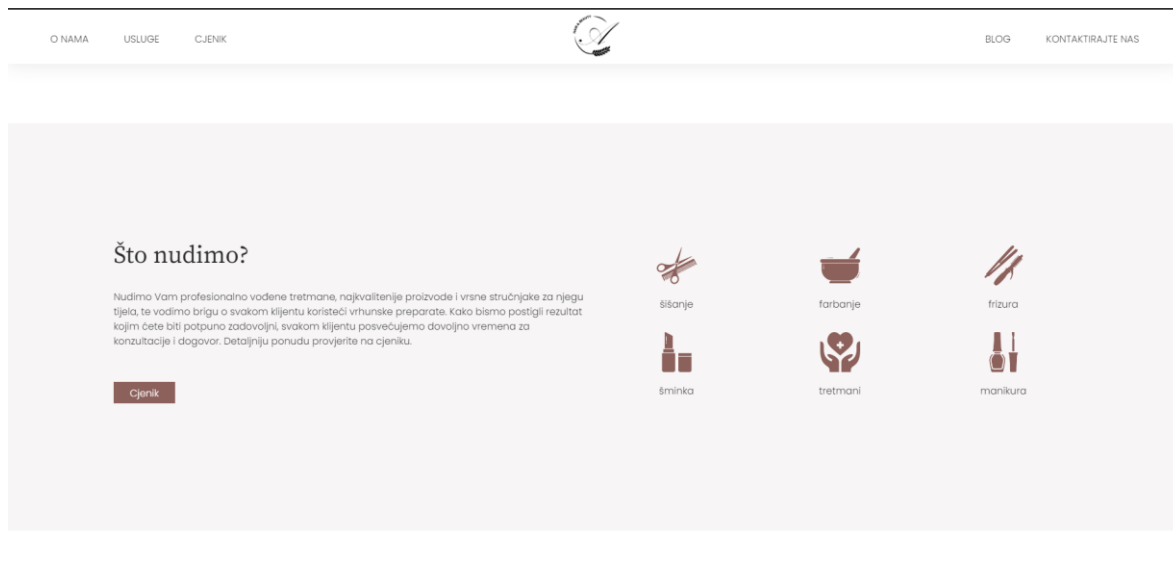 O NAMA
USLUGE
CJENIK
BLOG
KONTAKTIRAJTE NAS
Što nudimo?
Nudimo Vam profesionalno vođene tretmane, najkvalitenije proizvode i vrsne stručnjake za njegu
tijela, te vodimo brigu o svakom klijentu koristeći vrhunske preparate. Kako bismo postigli rezultat
kojim ćete biti potpuno zadovoljni, svakom klijentu posvećujemo dovoljno vremena za
konzultacije i dogovor. Detaljniju ponudu provjerite na cjeniku.
Cjenik
šišanje
farbanje
frizura
šminka
tretmani
manikura